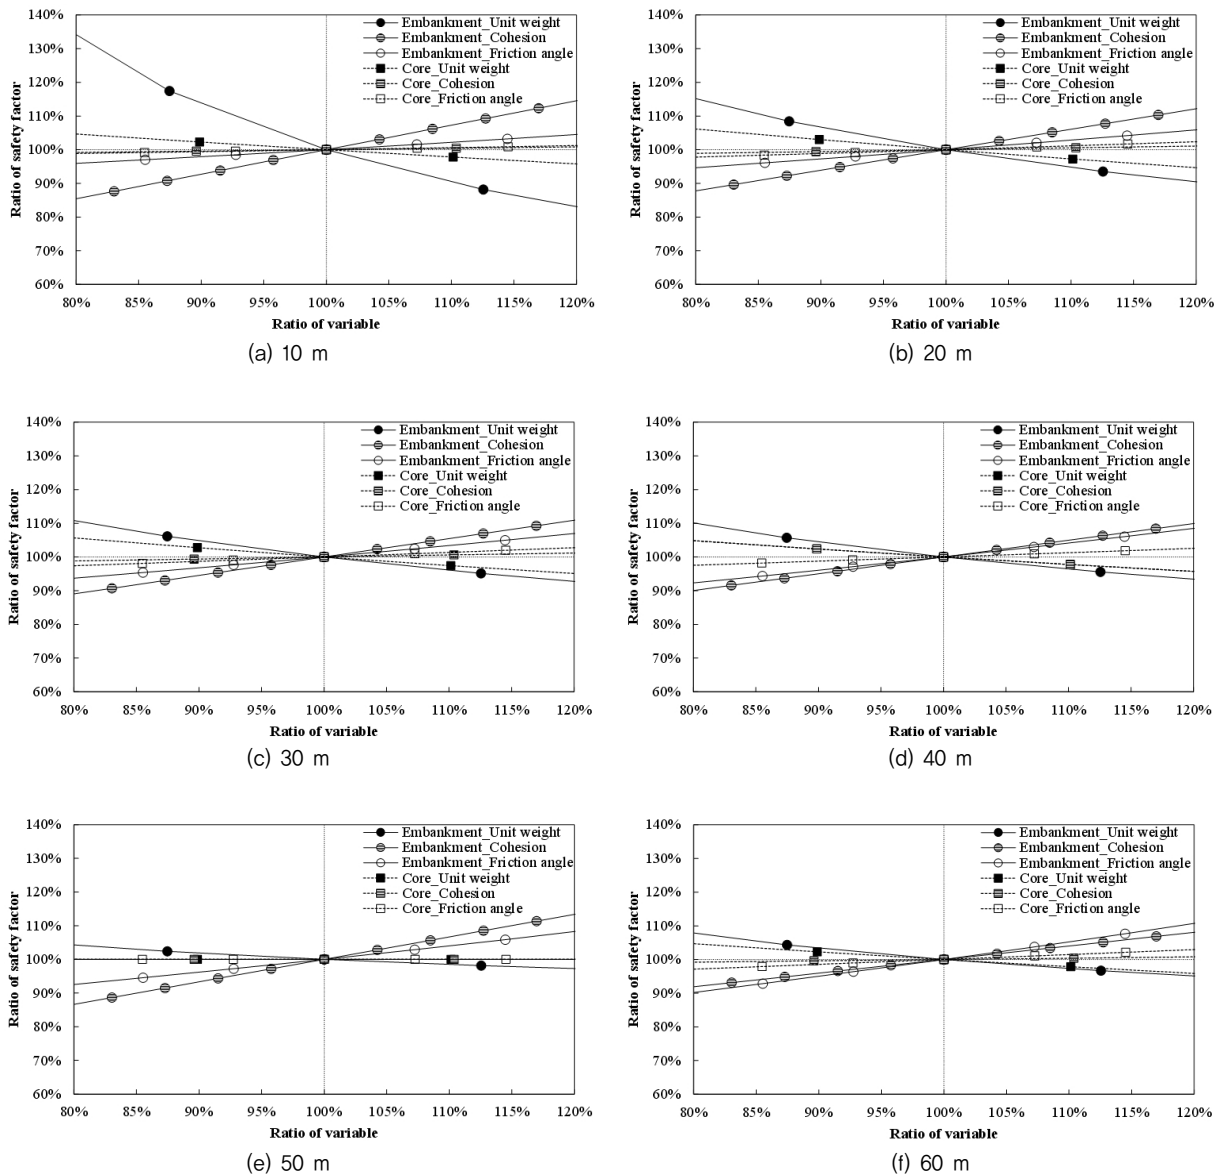 140%
130%
120%
110%
100%
90%
80%
70%
60%
Ratio of safety factor
Embankment_Unit weight
Embankment_Cohesion
Embankment_Friction angle
Core_Unit weight
Core_Cohesion
Core_Friction angle
80% 85% 90% 95% 100% 105% 110% 115% 120%
Ratio of variable
(a) 10 m
140%
130%
120%
110%
100%
90%
80%
70%
60%
Ratio of safety factor
Embankment_Unit weight
Embankment_Cohesion
Embankment_Friction angle
Core_Unit weight
Core_Cohesion
Core_Friction angle
80% 85% 90% 95% 100% 105% 110% 115% 120%
Ratio of variable
(b) 20 m
140%
130%
120%
110%
100%
90%
80%
70%
60%
Ratio of safety factor
Embankment_Unit weight
Embankment_Cohesion
Embankment_Friction angle
Core_Unit weight
Core_Cohesion
Core_Friction angle
80% 85% 90% 95% 100% 105% 110% 115% 120%
Ratio of variable
(c) 30 m
140%
130%
120%
110%
100%
90%
80%
70%
60%
Ratio of safety factor
Embankment_Unit weight
Embankment_Cohesion
Embankment_Friction angle
Core_Unit weight
Core_Cohesion
Core_Friction angle
80% 85% 90% 95% 100% 105% 110% 115% 120%
Ratio of variable
(d) 40 m
140%
130%
120%
110%
100%
90%
80%
70%
60%
Ratio of safety factor
Embankment_Unit weight
Embankment_Cohesion
Embankment_Friction angle
Core_Unit weight
Core_Cohesion
Core_Friction angle
80% 85% 90% 95% 100% 105% 110% 115% 120%
Ratio of variable
(e) 50 m
140%
130%
120%
110%
100%
90%
80%
70%
60%
Ratio of safety factor
Embankment_Unit weight
Embankment_Cohesion
Embankment_Friction angle
Core_Unit weight
Core_Cohesion
Core_Friction angle
80% 85% 90% 95% 100% 105% 110% 115% 120%
Ratio of variable
(f) 60 m